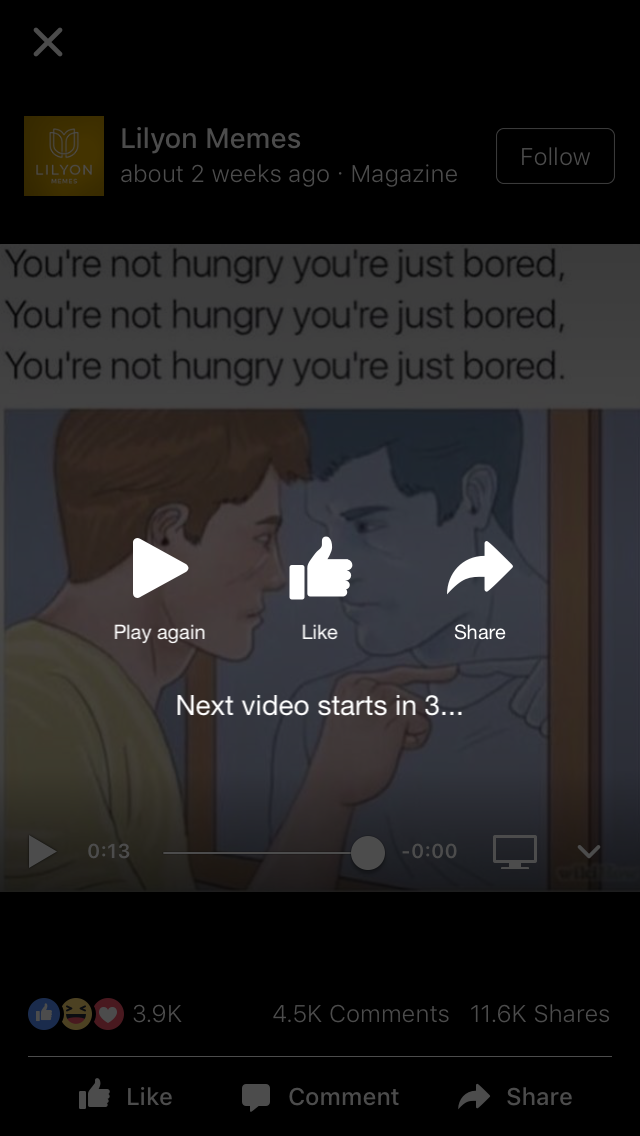 Lilyon Memes
about 2 weeks ago · Magazine
Follow
LILYON
MEMES
You're not hungry you're just bored,
You're not hungry you're just bored,
You're not hungry you're just bored.
Play again
Like
Share
Next video starts in 3...
0:13
-0:00
wiki
3.9K
4.5K Comments
11.6K Shares
Like
Comment
Share